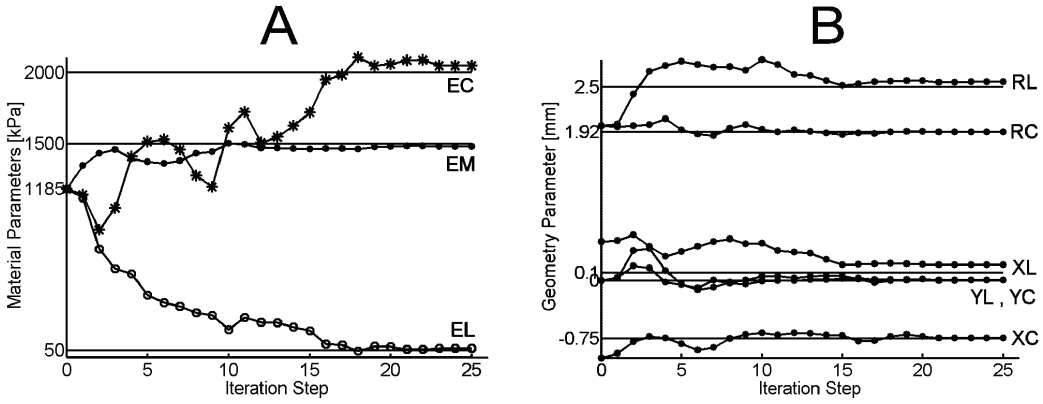 A
Material Parameters [kPa]
2000
1500
1185
50
EC
EM
EL
0 5 10 15 20 25
Iteration Step
B
Geometry Parameter [mm]
2.5
1.92
0.1
0
-0.75
RL
RC
XL
YL , YC
XC
0 5 10 15 20 25
Iteration Step